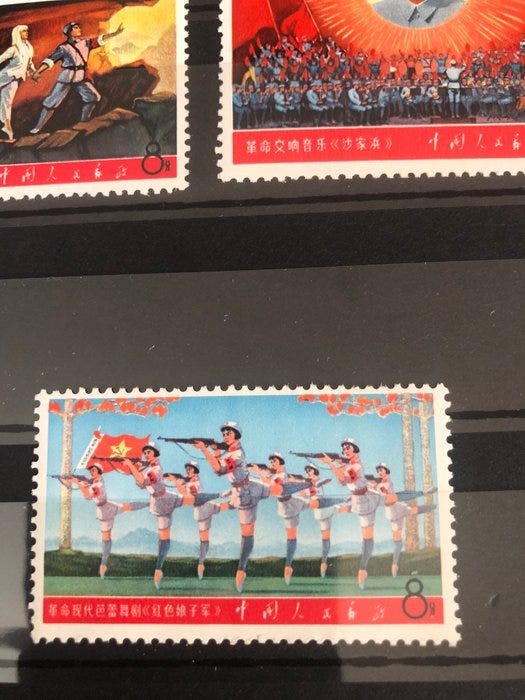 中国人民邮政 8分
革命交响音乐《沙家浜》 中国人民邮
革命现代芭蕾舞剧《红色娘子军》 中国人民邮政 8分